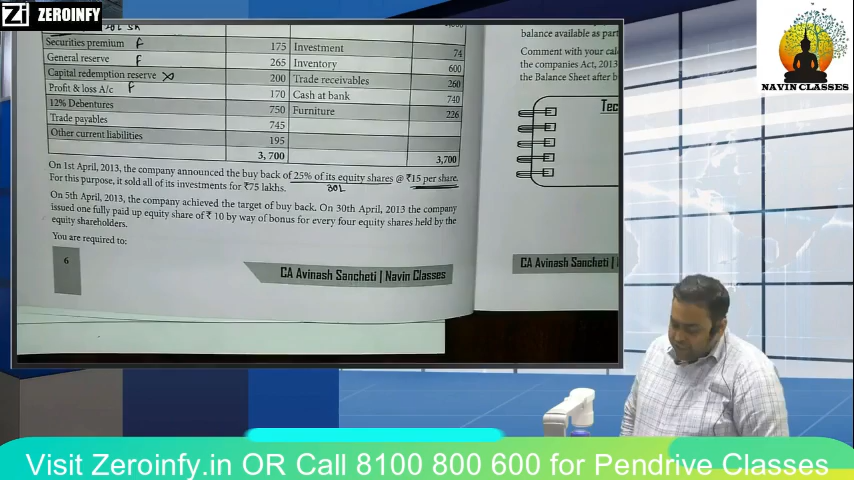 Zi ZEROINFY
Securities premium F 175 Investment 74
General reserve F 265 Inventory 600
Capital redemption reserve 200 Trade receivables 260
Profit & loss A/c F 170 Cash at bank 740
12% Debentures 750 Furniture 226
Trade payables 745
Other current liabilities 195
3,700 3,700
On 1st April, 2013, the company announced the buy back of 25% of its equity shares @ ₹15 per share.
For this purpose, it sold all of its investments for ₹75 lakhs.
30L
On 5th April, 2013, the company achieved the target of buy back. On 30th April, 2013 the company
issued one fully paid up equity share of ₹ 10 by way of bonus for every four equity shares held by the
equity shareholders.
You are required to:
6
CA Avinash Sancheti | Navin Classes
balance available as part
Comment with your cal
the companies Act, 2013
the Balance Sheet after b
Tec
CA Avinash Sancheti |
NAVIN CLASSES
Visit Zeroinfy.in OR Call 8100 800 600 for Pendrive Classes